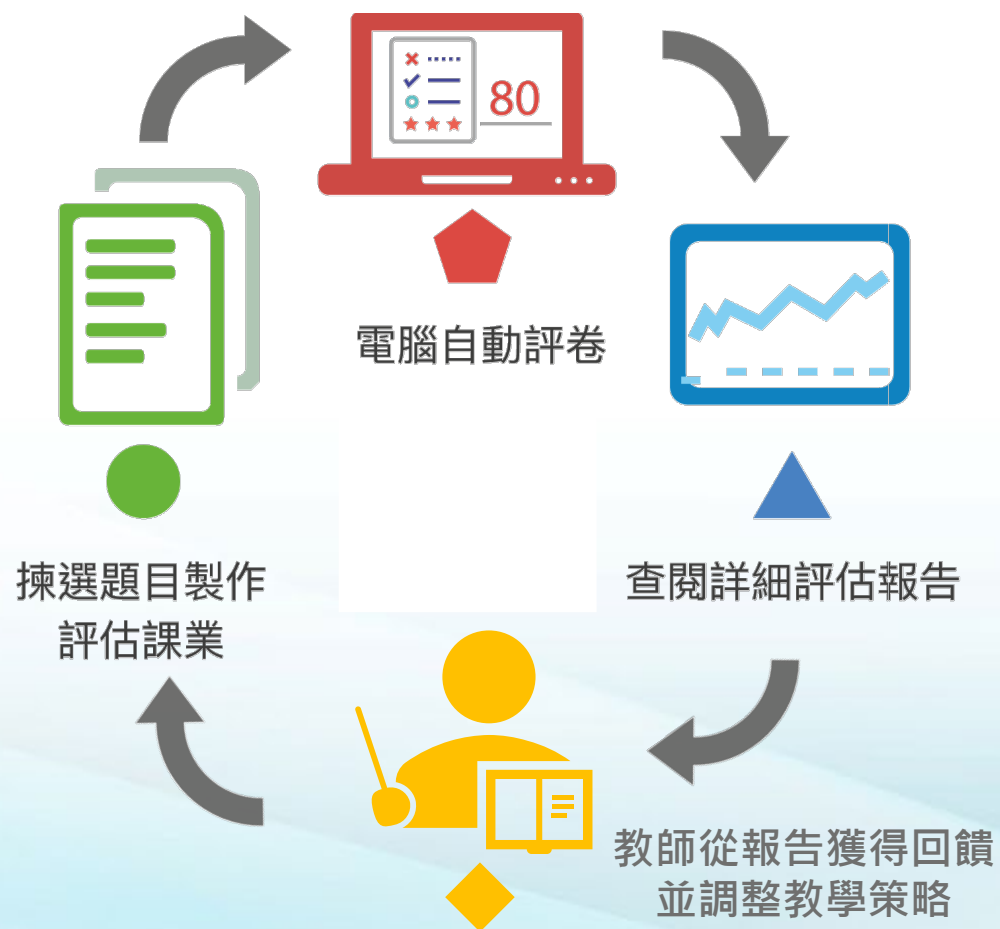 80
電腦自動評卷
揀選題目製作
評估課業
查閱詳細評估報告
教師從報告獲得回饋
並調整教學策略